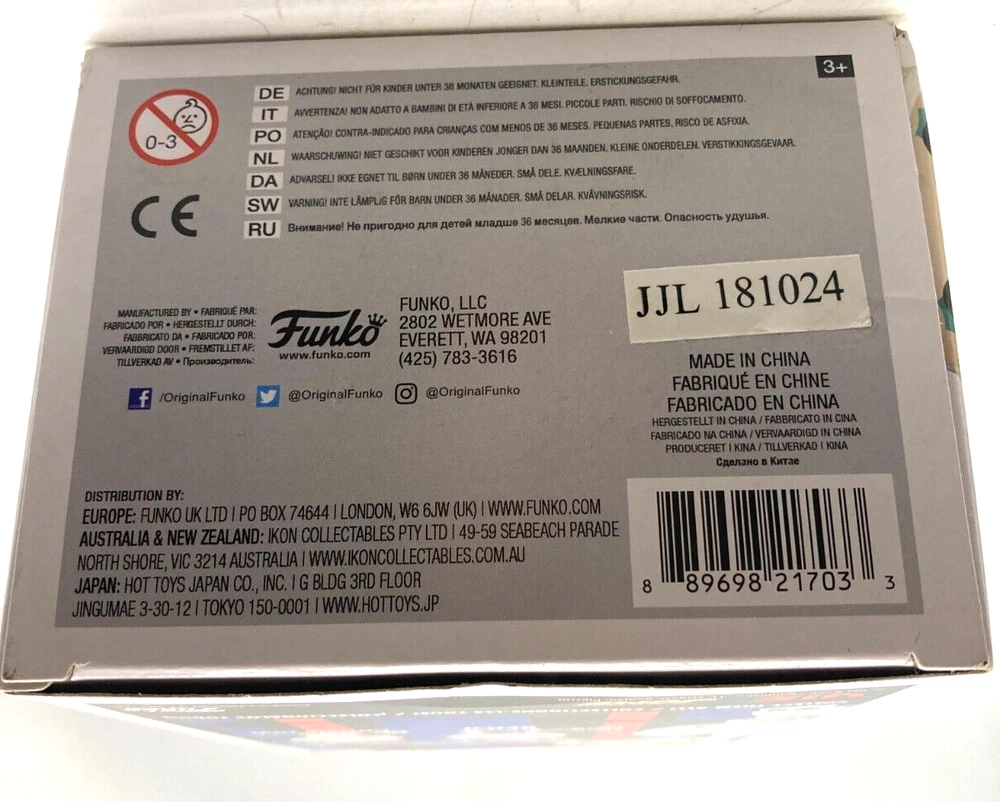 3+
0-3
DE ACHTUNG! NICHT FÜR KINDER UNTER 36 MONATEN GEEIGNET. KLEINTEILE. ERSTICKUNGSGEFAHR.
IT AVVERTENZA! NON ADATTO A BAMBINI DI ETÀ INFERIORE A 36 MESI. PICCOLE PARTI. RISCHIO DI SOFFOCAMENTO.
PO ATENÇÃO! CONTRA-INDICADO PARA CRIANÇAS COM MENOS DE 36 MESES. PEQUENAS PARTES. RISCO DE ASFIXIA.
NL WAARSCHUWING! NIET GESCHIKT VOOR KINDEREN JONGER DAN 36 MAANDEN. KLEINE ONDERDELEN. VERSTIKKINGSGEVAAR.
DA ADVARSEL! IKKE EGNET TIL BØRN UNDER 36 MÅNEDER. SMÅ DELE. KVÆLNINGSFARE.
SW VARNING! INTE LÄMPLIG FÖR BARN UNDER 36 MÅNADER. SMÅ DELAR. KVÄVNINGSRISK.
RU Внимание! Не пригодно для детей младше 36 месяцев. Мелкие части. Опасность удушья.
CE
JJL 181024
MANUFACTURED BY • FABRIQUÉ PAR:
FABRICADO POR • HERGESTELLT DURCH:
FABBRICATO DA • FABRICADO POR:
VERVAARDIGD DOOR • FREMSTILLET AF:
TILLVERKAD AV • Производитель:
Funko
www.funko.com
FUNKO, LLC
2802 WETMORE AVE
EVERETT, WA 98201
(425) 783-3616
/OriginalFunko @OriginalFunko @OriginalFunko
MADE IN CHINA
FABRIQUÉ EN CHINE
FABRICADO EN CHINA
HERGESTELLT IN CHINA / FABBRICATO IN CINA
FABRICADO NA CHINA / VERVAARDIGD IN CHINA
PRODUCERET I KINA / TILLVERKAD I KINA
Сделано в Китае
DISTRIBUTION BY:
EUROPE: FUNKO UK LTD | PO BOX 74644 | LONDON, W6 6JW (UK) | WWW.FUNKO.COM
AUSTRALIA & NEW ZEALAND: IKON COLLECTABLES PTY LTD | 49-59 SEABEACH PARADE
NORTH SHORE, VIC 3214 AUSTRALIA | WWW.IKONCOLLECTABLES.COM.AU
JAPAN: HOT TOYS JAPAN CO., INC. | G BLDG 3RD FLOOR
JINGUMAE 3-30-12 | TOKYO 150-0001 | WWW.HOTTOYS.JP
8 89698 21703 3